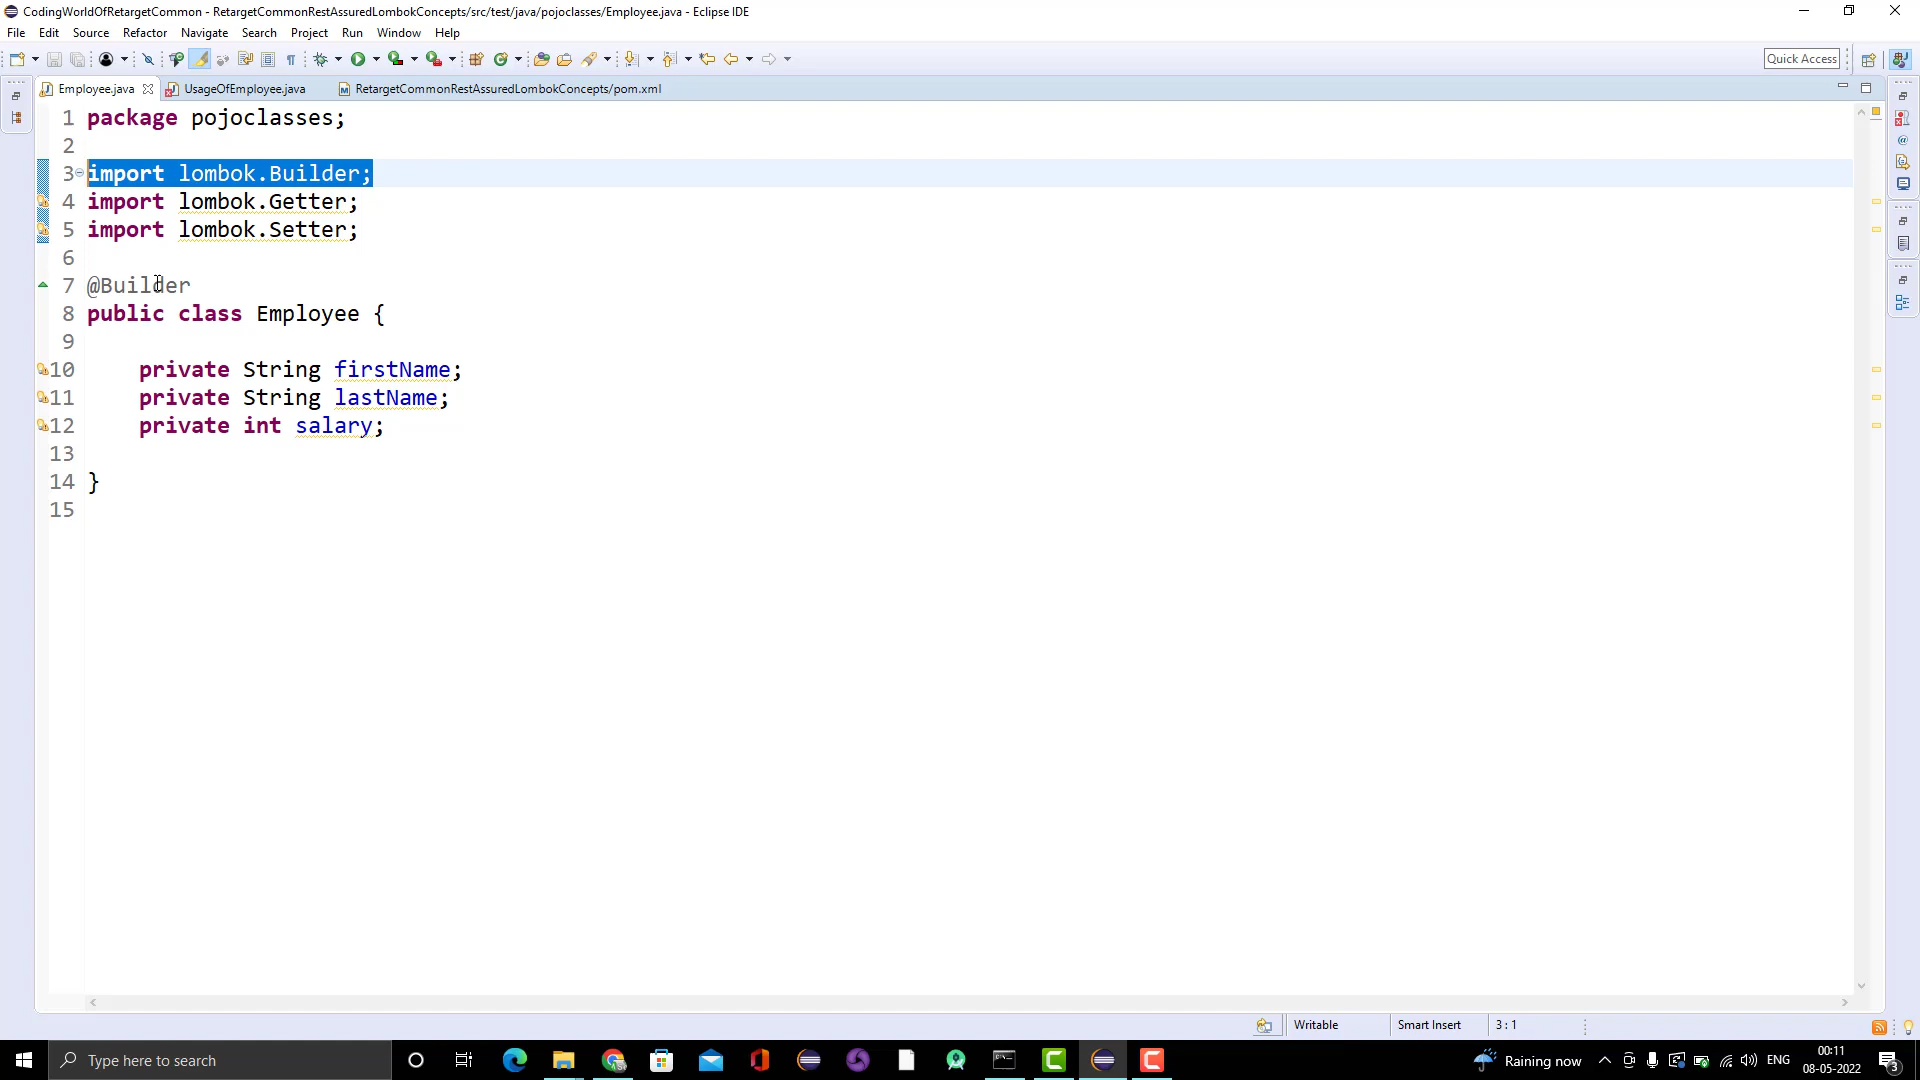 CodingWorldOfRetargetCommon - RetargetCommonRestAssuredLombokConcepts/src/test/java/pojoclasses/Employee.java - Eclipse IDE
File Edit Source Refactor Navigate Search Project Run Window Help
Quick Access
Employee.java UsageOfEmployee.java RetargetCommonRestAssuredLombokConcepts/pom.xml
1 package pojoclasses;
2
3 import lombok.Builder;
4 import lombok.Getter;
5 import lombok.Setter;
6
7 @Builder
8 public class Employee {
9
10 private String firstName;
11 private String lastName;
12 private int salary;
13
14 }
15
Writable Smart Insert 3 : 1
Type here to search
Raining now ENG 00:11
08-05-2022 3